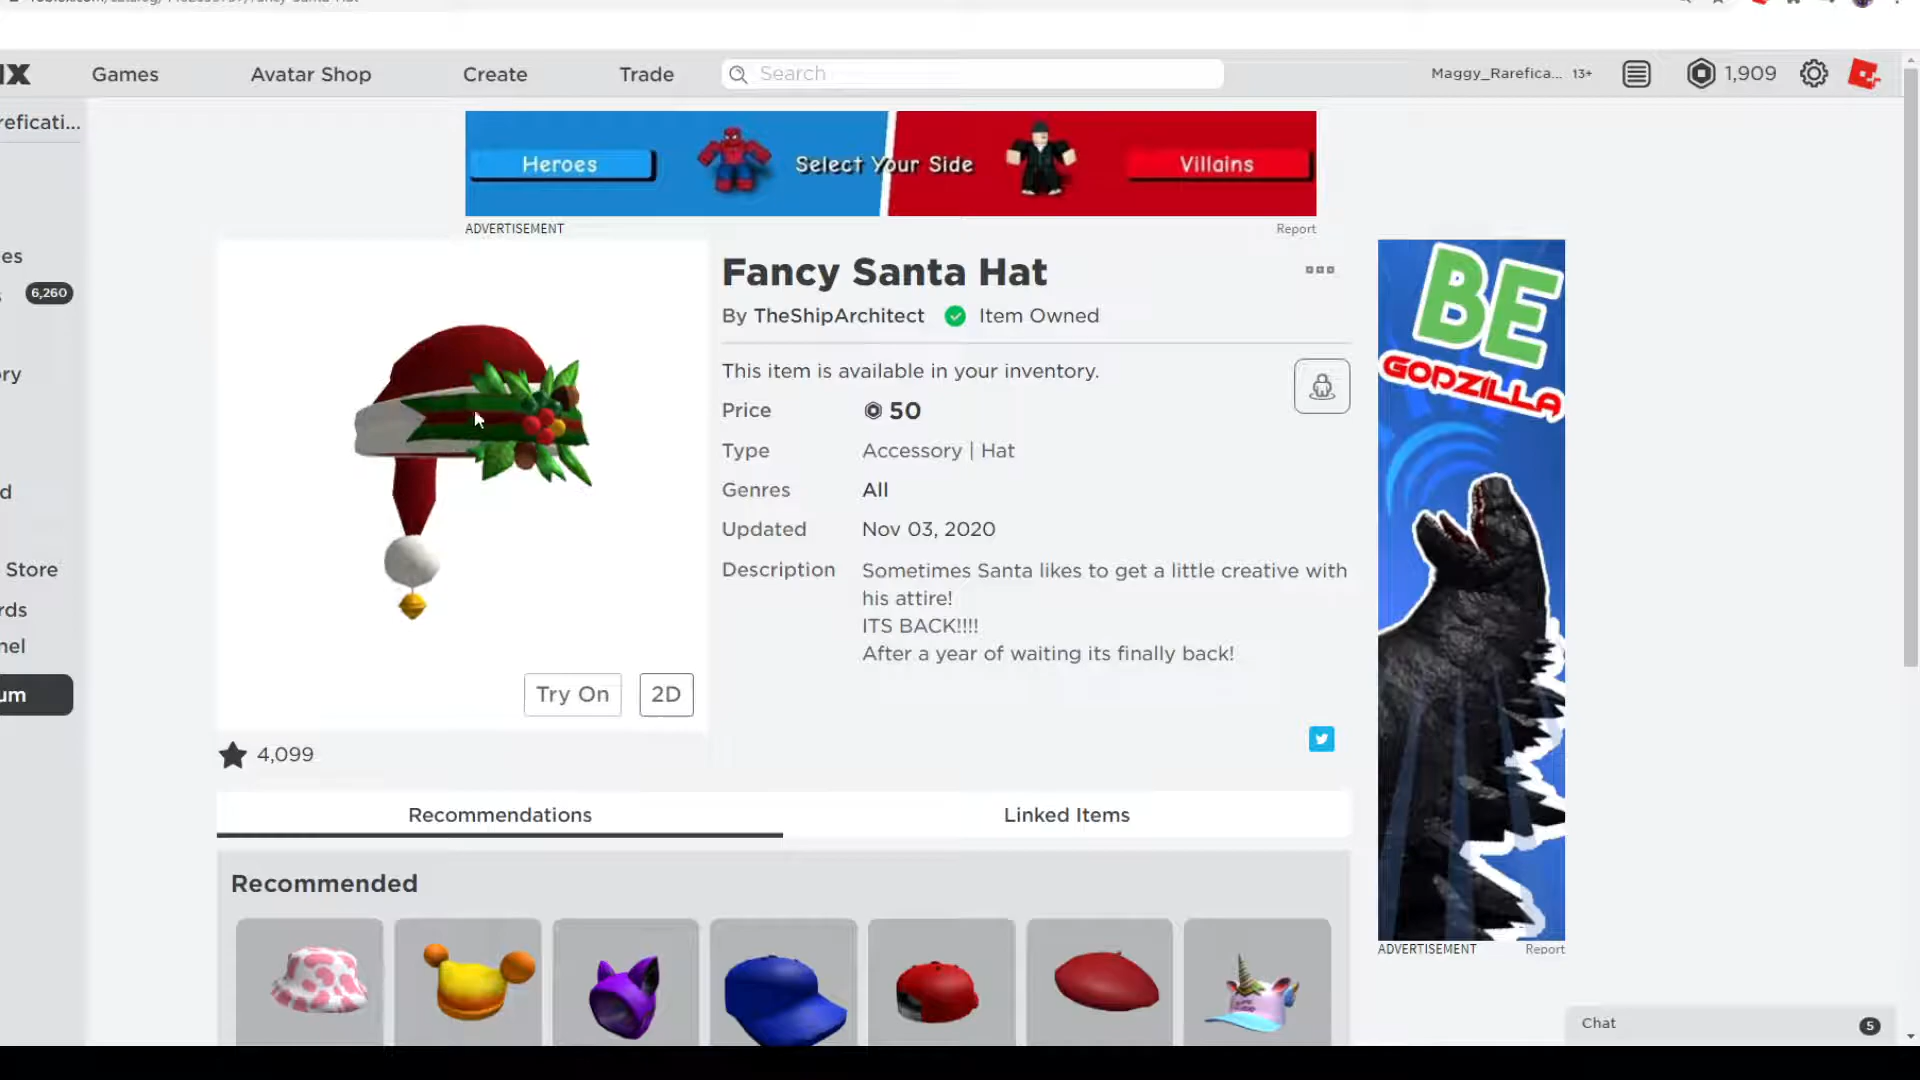 IX
Games
Avatar Shop
Create
Trade
Search
Maggy_Rarefica... 13+
1,909
reficati...
Heroes
Select Your Side
Villains
ADVERTISEMENT
Report
es
6,260
ory
d
Store
rds
nel
um
Fancy Santa Hat
By TheShipArchitect
Item Owned
This item is available in your inventory.
Price 50
Type Accessory | Hat
Genres All
Updated Nov 03, 2020
Description Sometimes Santa likes to get a little creative with
his attire!
ITS BACK!!!!
After a year of waiting its finally back!
Try On
2D
4,099
BE
GODZILLA
ADVERTISEMENT
Report
Recommendations
Linked Items
Recommended
Chat
5